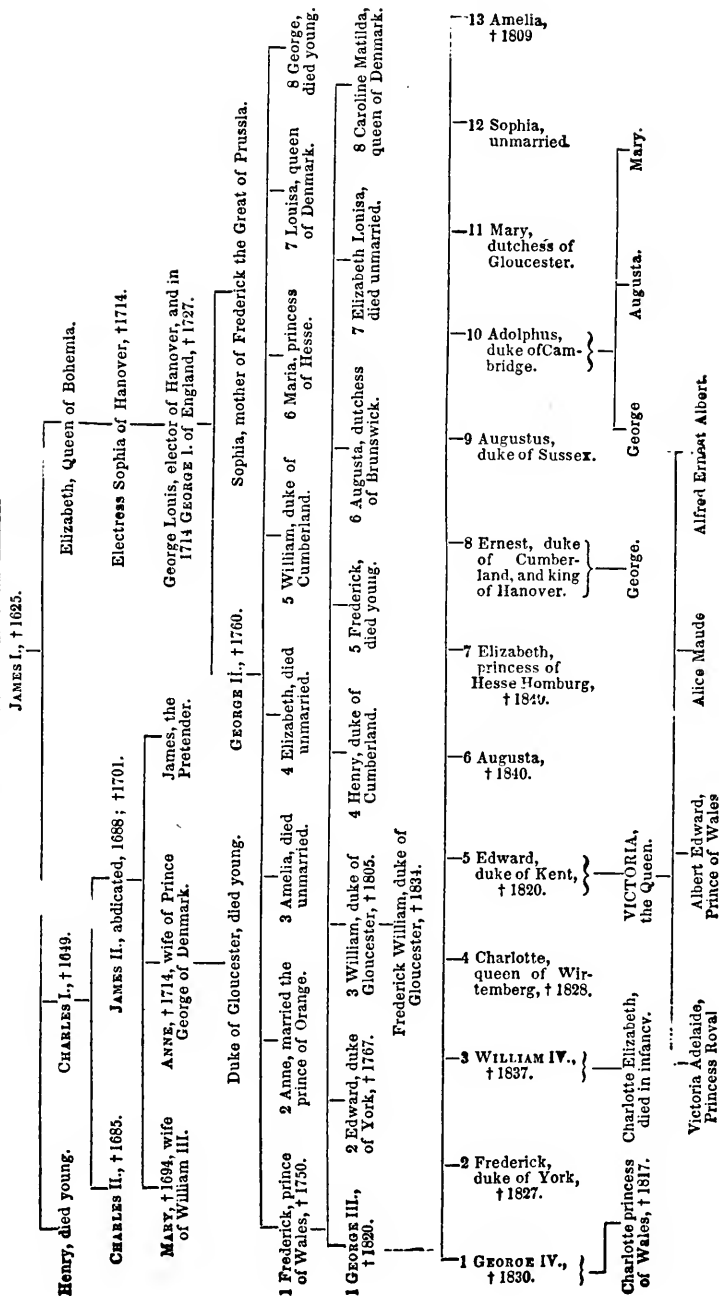 JAMES I., †1625.
Henry, died young.
CHARLES I., †1649.
Elizabeth, Queen of Bohemia.
CHARLES II., †1685.
JAMES II., abdicated, 1688; †1701.
Electress Sophia of Hanover, †1714.
MARY, †1694, wife
of William III.
ANNE, †1714, wife of Prince
George of Denmark.
James, the
Pretender.
George Louis, elector of Hanover, and in
1714 GEORGE I. of England, †1727.
Duke of Gloucester, died young.
GEORGE II., †1760.
Sophia, mother of Frederick the Great of Prussia.
1 Frederick, prince
of Wales, †1750.
2 Anne, married the
prince of Orange.
3 Amelia, died
unmarried.
4 Elizabeth, died
unmarried.
5 William, duke of
Cumberland.
6 Maria, princess
of Hesse.
7 Louisa, queen
of Denmark.
8 George,
died young.
1 GEORGE III.,
†1820.
2 Edward, duke
of York, †1767.
3 William, duke of
Gloucester, †1805.
4 Henry, duke of
Cumberland.
5 Frederick,
died young.
6 Augusta, dutchess
of Brunswick.
7 Elizabeth Louisa,
died unmarried.
8 Caroline Matilda,
queen of Denmark.
Frederick William, duke of
Gloucester, †1834.
1 GEORGE IV.,
†1830.
2 Frederick,
duke of York,
†1827.
3 WILLIAM IV.,
†1837.
4 Charlotte,
queen of Wir-
temberg, †1828.
5 Edward,
duke of Kent,
†1820.
6 Augusta,
†1840.
7 Elizabeth,
princess of
Hesse Homburg,
†1840.
8 Ernest, duke
of Cumber-
land, and king
of Hanover.
9 Augustus,
duke of Sussex.
10 Adolphus,
duke of Cam-
bridge.
11 Mary,
dutchess of
Gloucester.
12 Sophia,
unmarried.
13 Amelia,
†1809
Charlotte princess
of Wales, †1817.
Charlotte Elizabeth,
died in infancy.
VICTORIA,
the Queen.
George.
George
Augusta.
Mary.
Victoria Adelaide,
Princess Royal
Albert Edward,
Prince of Wales
Alice Maude
Alfred Ernest Albert.